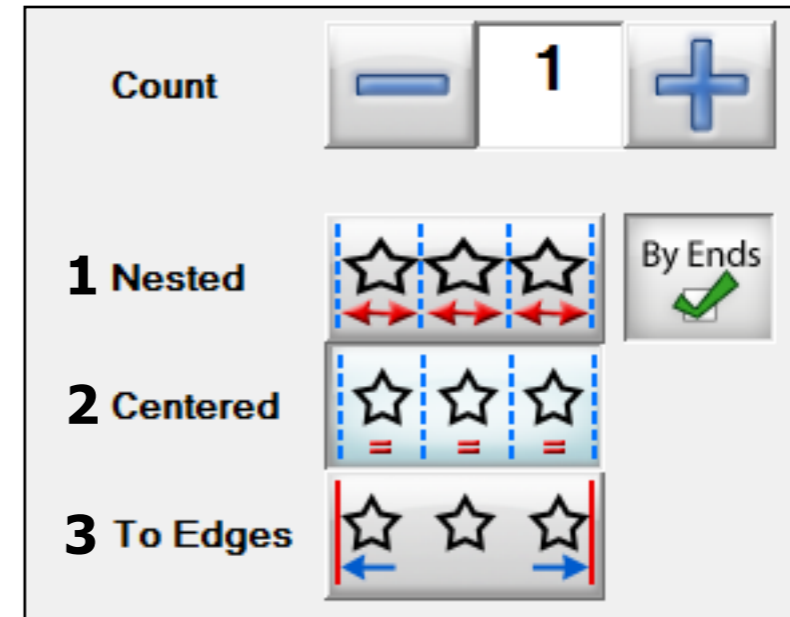 Count 1
1 Nested By Ends
2 Centered
= = =
3 To Edges